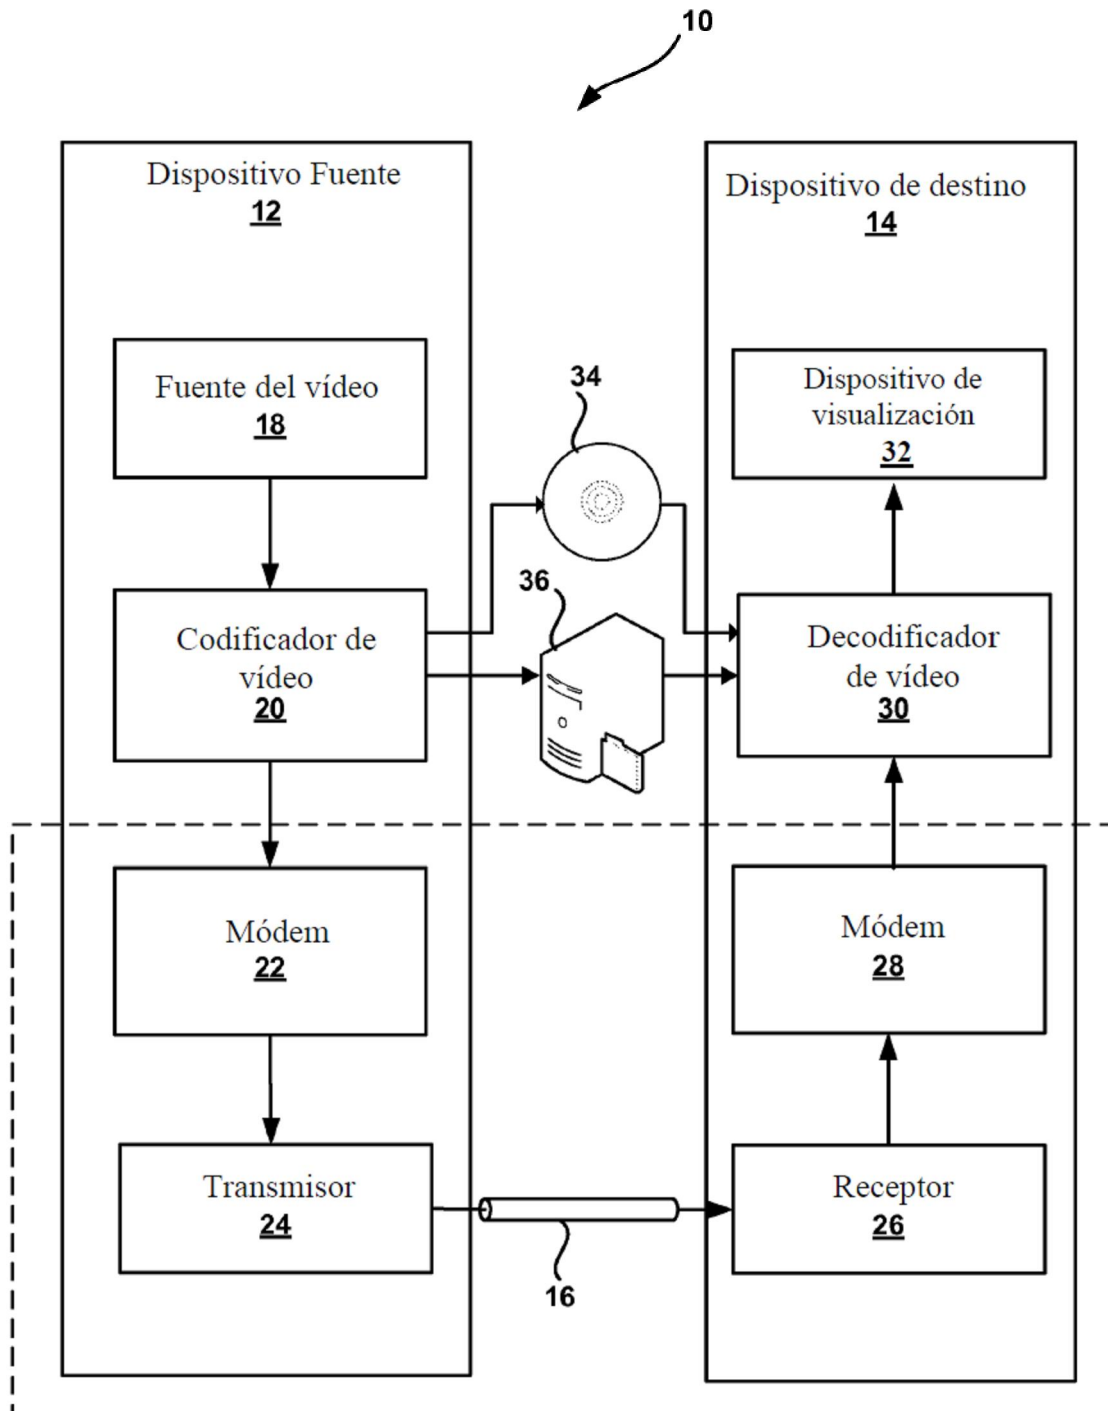 10
Dispositivo Fuente
12
Dispositivo de destino
14
Fuente del vídeo
18
34
Dispositivo de
visualización
32
36
Codificador de
vídeo
20
Decodificador
de vídeo
30
Módem
22
Módem
28
Transmisor
24
16
Receptor
26